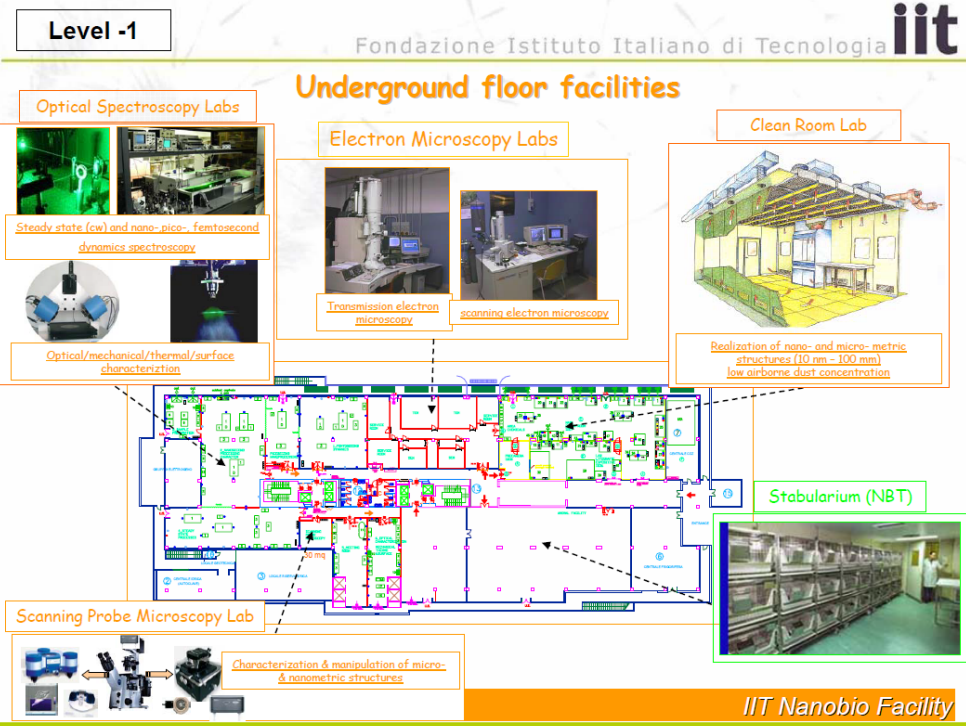 Level -1
iit
Fondazione Istituto Italiano di Tecnologia
Underground floor facilities
Optical Spectroscopy Labs
Electron Microscopy Labs
Clean Room Lab
Steady state (cw) and nano-,pico-, femtosecond
dynamics spectroscopy
Transmission electron
microscopy
scanning electron microscopy
Optical/mechanical/thermal/surface
characteriztion
Realization of nano- and micro- metric
structures (10 nm – 100 mm)
low airborne dust concentration
Stabularium (NBT)
30 mq
Scanning Probe Microscopy Lab
Characterization & manipulation of micro-
& nanometric structures
IIT Nanobio Facility